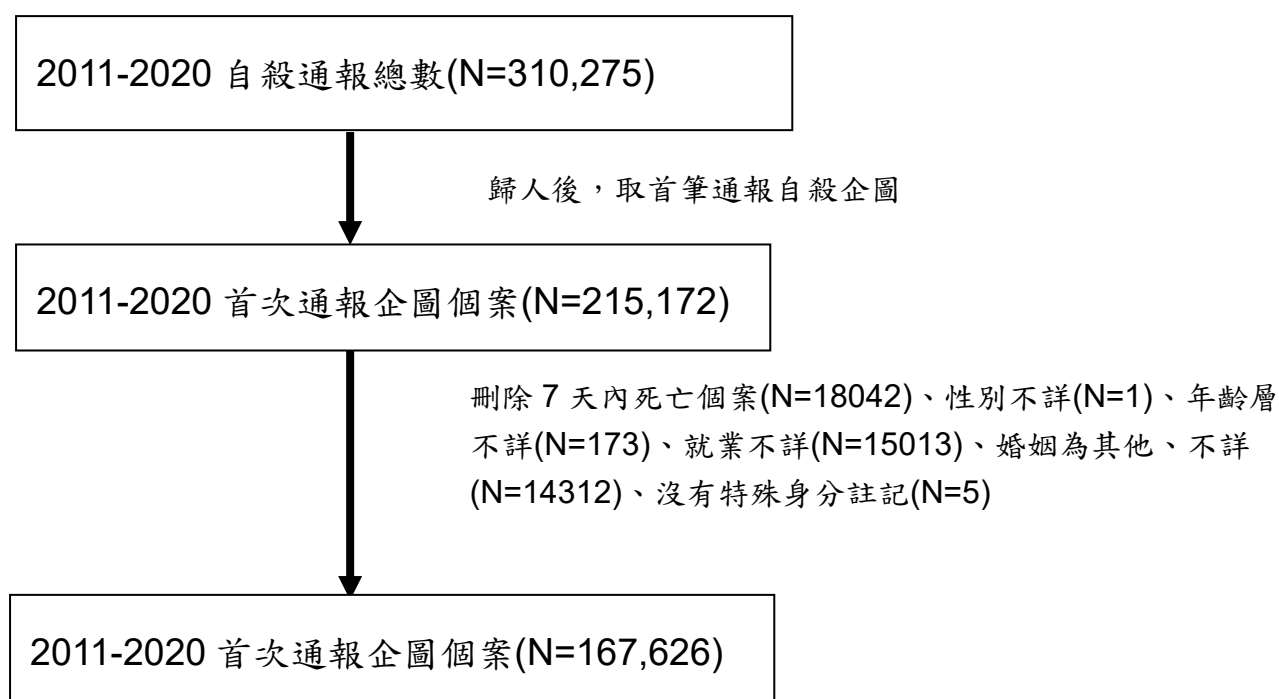 2011-2020 自殺通報總數(N=310,275)
歸人後，取首筆通報自殺企圖
2011-2020 首次通報企圖個案(N=215,172)
刪除 7 天內死亡個案(N=18042)、性別不詳(N=1)、年齡層
不詳(N=173)、就業不詳(N=15013)、婚姻為其他、不詳
(N=14312)、沒有特殊身分註記(N=5)
2011-2020 首次通報企圖個案(N=167,626)